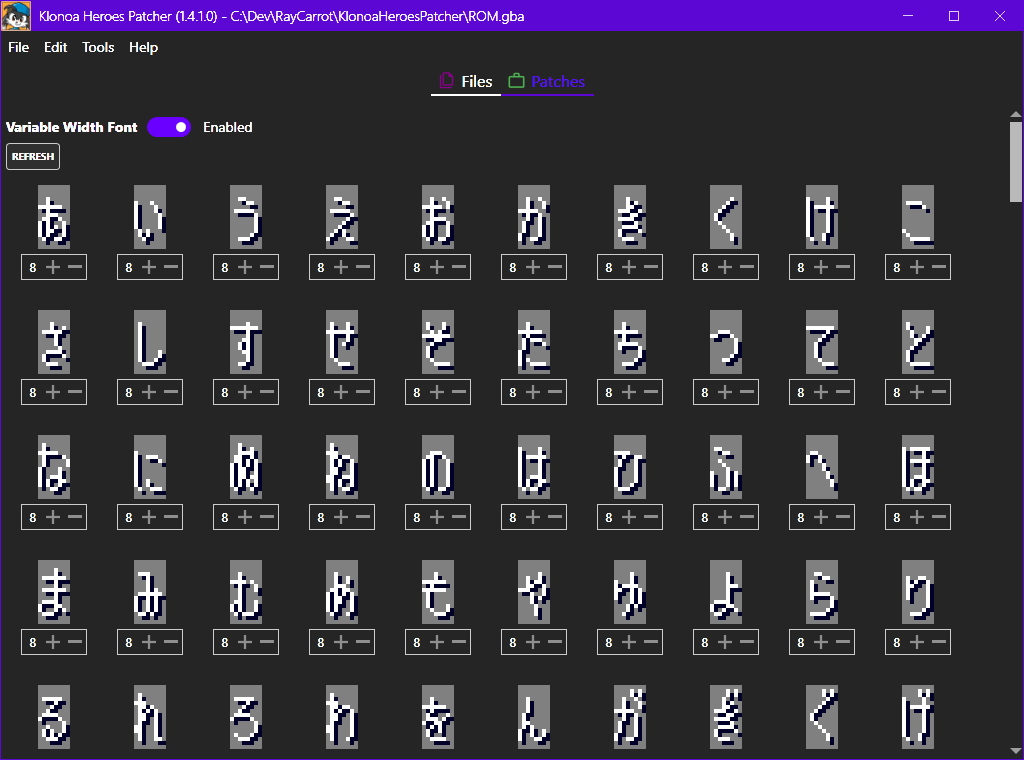 Klonoa Heroes Patcher (1.4.1.0) - C:\Dev\RayCarrot\KlonoaHeroesPatcher\ROM.gba
File Edit Tools Help
Files Patches
Variable Width Font Enabled
REFRESH
あ い う え お か き く け こ
8 + − 8 + − 8 + − 8 + − 8 + − 8 + − 8 + − 8 + − 8 + − 8 + −
さ し す せ そ た ち つ て と
8 + − 8 + − 8 + − 8 + − 8 + − 8 + − 8 + − 8 + − 8 + − 8 + −
な に ぬ ね の は ひ ふ へ ほ
8 + − 8 + − 8 + − 8 + − 8 + − 8 + − 8 + − 8 + − 8 + − 8 + −
ま み む め も や ゆ よ ら り
8 + − 8 + − 8 + − 8 + − 8 + − 8 + − 8 + − 8 + − 8 + − 8 + −
る れ ろ わ を ん が ぎ ぐ げ